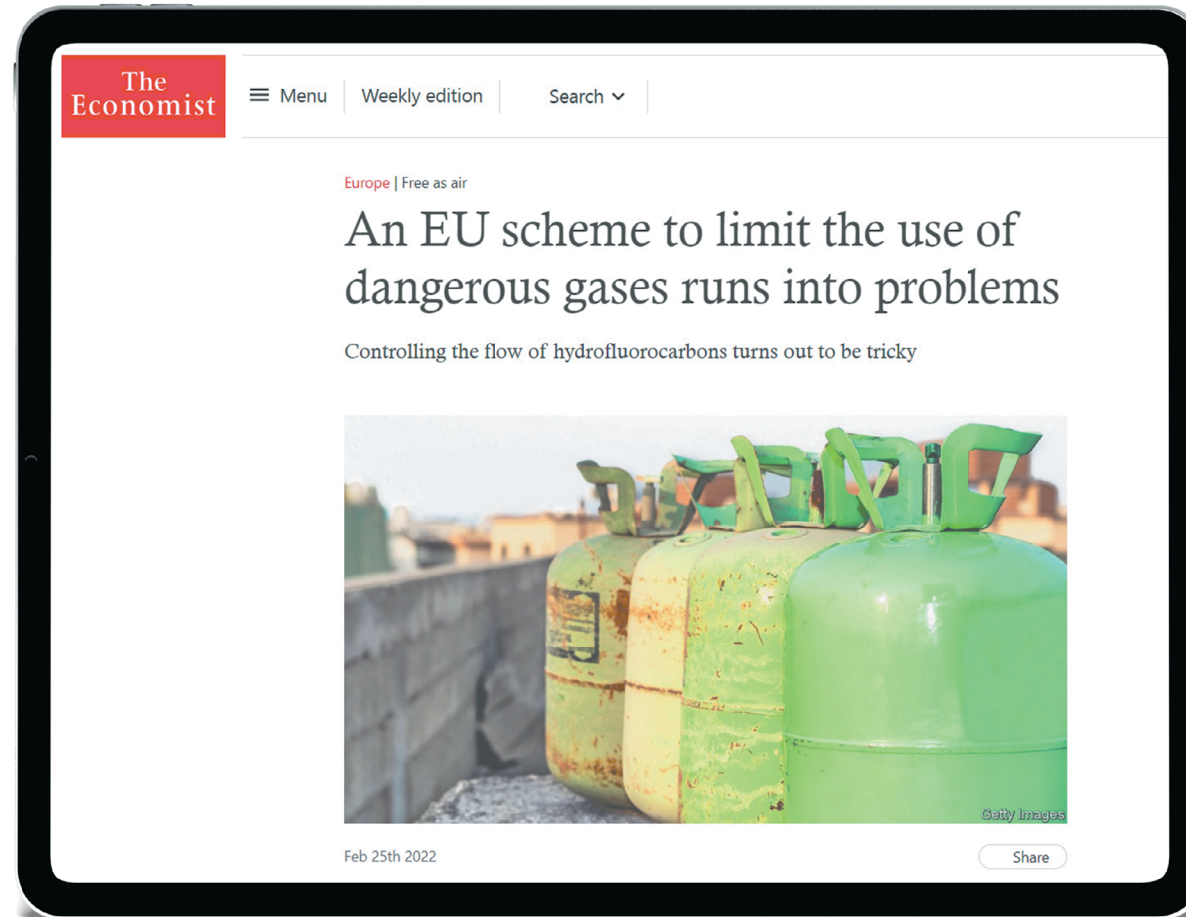 The
Economist
Menu
Weekly edition
Search
Europe | Free as air
An EU scheme to limit the use of
dangerous gases runs into problems
Controlling the flow of hydrofluorocarbons turns out to be tricky
Getty Images
Feb 25th 2022
Share